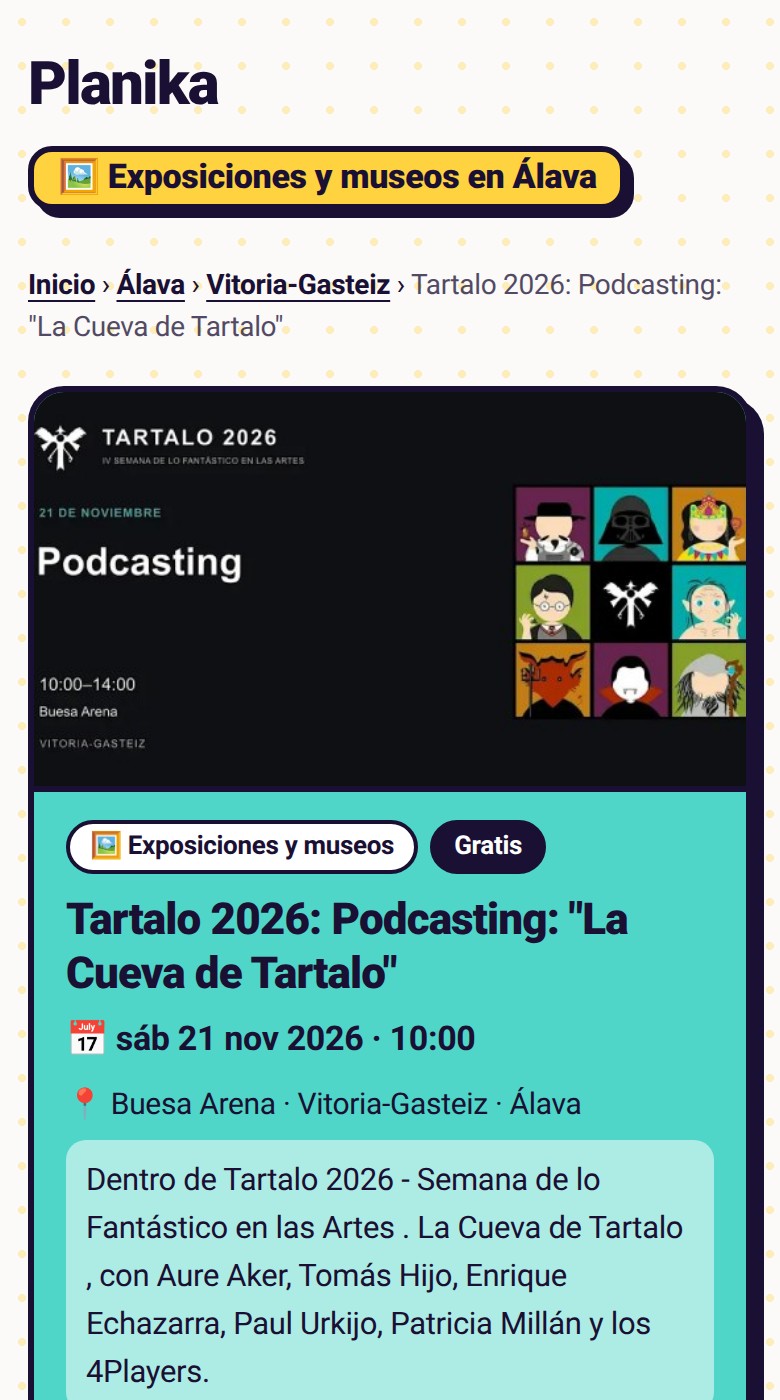 Planika
🖼️ Exposiciones y museos en Álava
Inicio › Álava › Vitoria-Gasteiz › Tartalo 2026: Podcasting:
"La Cueva de Tartalo"
TARTALO 2026
IV SEMANA DE LO FANTÁSTICO EN LAS ARTES
21 DE NOVIEMBRE
Podcasting
10:00–14:00
Buesa Arena
VITORIA-GASTEIZ
🖼️ Exposiciones y museos
Gratis
Tartalo 2026: Podcasting: "La
Cueva de Tartalo"
📅 sáb 21 nov 2026 · 10:00
📍 Buesa Arena · Vitoria-Gasteiz · Álava
Dentro de Tartalo 2026 - Semana de lo
Fantástico en las Artes . La Cueva de Tartalo
, con Aure Aker, Tomás Hijo, Enrique
Echazarra, Paul Urkijo, Patricia Millán y los
4Players.